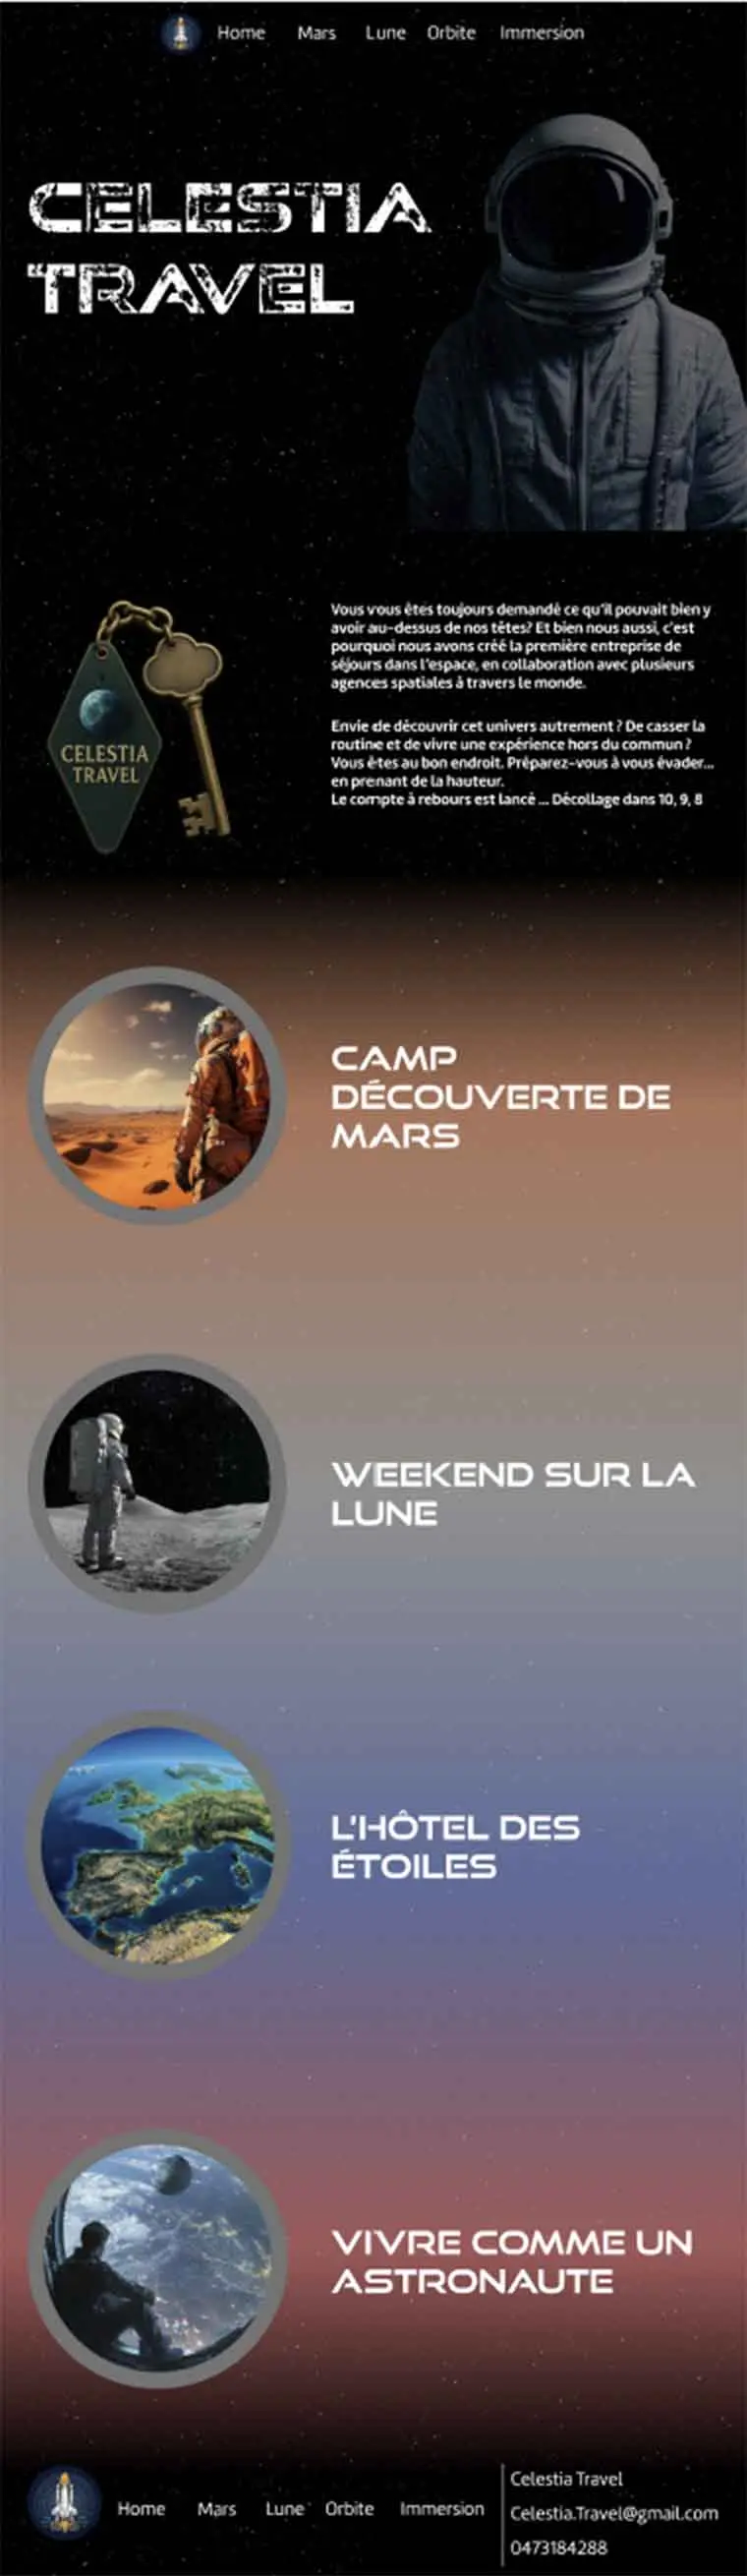 Home Mars Lune Orbite Immersion
CELESTIA
TRAVEL
Vous vous êtes toujours demandé ce qu'il pouvait bien y
avoir au-dessus de nos têtes? Et bien nous aussi, c'est
pourquoi nous avons créé la première entreprise de
séjours dans l'espace, en collaboration avec plusieurs
agences spatiales à travers le monde.
Envie de découvrir cet univers autrement ? De casser la
routine et de vivre une expérience hors du commun ?
Vous êtes au bon endroit. Préparez-vous à vous évader...
en prenant de la hauteur.
Le compte à rebours est lancé ... Décollage dans 10, 9, 8
CELESTIA
TRAVEL
CAMP
DÉCOUVERTE DE
MARS
WEEKEND SUR LA
LUNE
L'HÔTEL DES
ÉTOILES
VIVRE COMME UN
ASTRONAUTE
Home Mars Lune Orbite Immersion
Celestia Travel
Celestia.Travel@gmail.com
0473184288